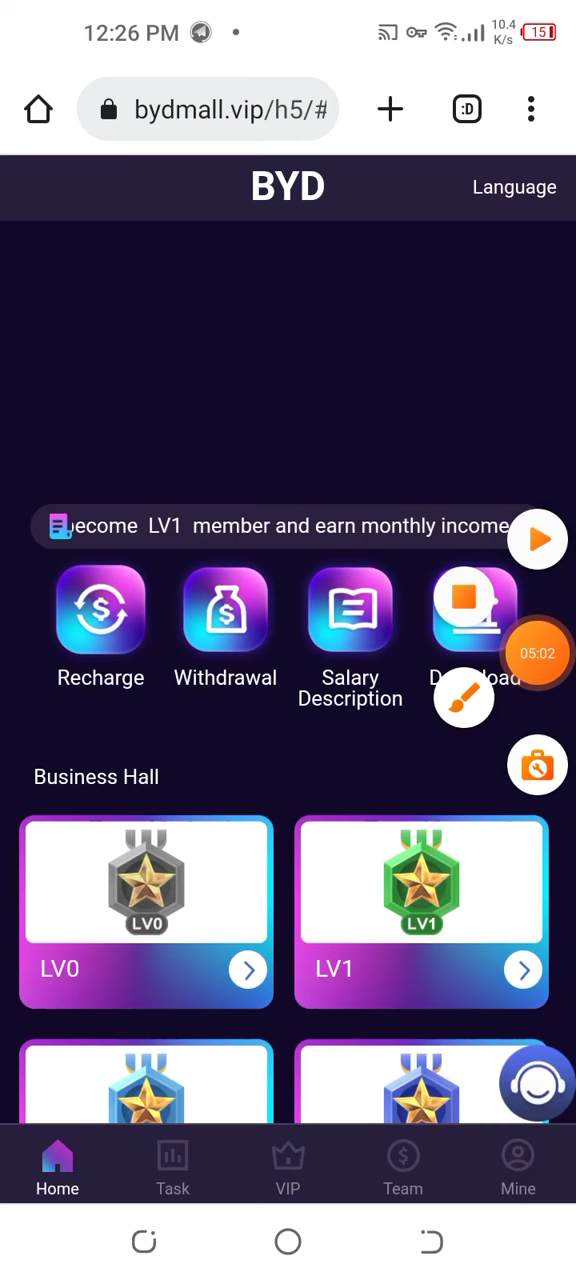 12:26 PM
10.4
K/s
15
bydmall.vip/h5/#
:D
BYD
Language
become LV1 member and earn monthly income
Recharge
Withdrawal
Salary
Description
05:02
Business Hall
LV0
LV1
LV0
LV1
Home
Task
VIP
Team
Mine